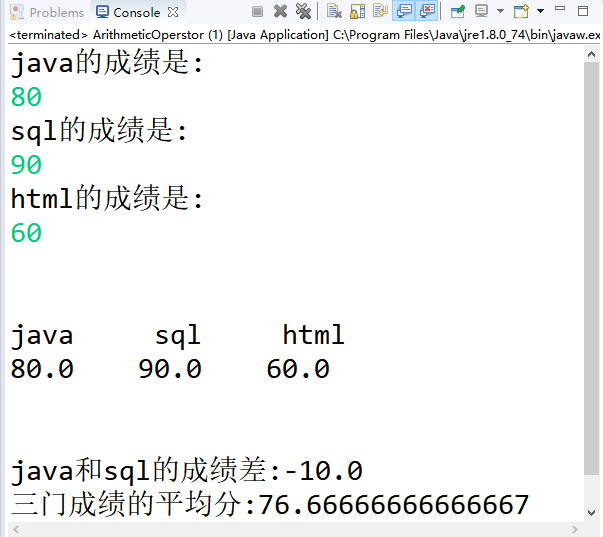 Problems Console
<terminated> ArithmeticOperstor (1) [Java Application] C:\Program Files\Java\jre1.8.0_74\bin\javaw.ex
java的成绩是:
80
sql的成绩是:
90
html的成绩是:
60
java sql html
80.0 90.0 60.0
java和sql的成绩差:-10.0
三门成绩的平均分:76.66666666666667